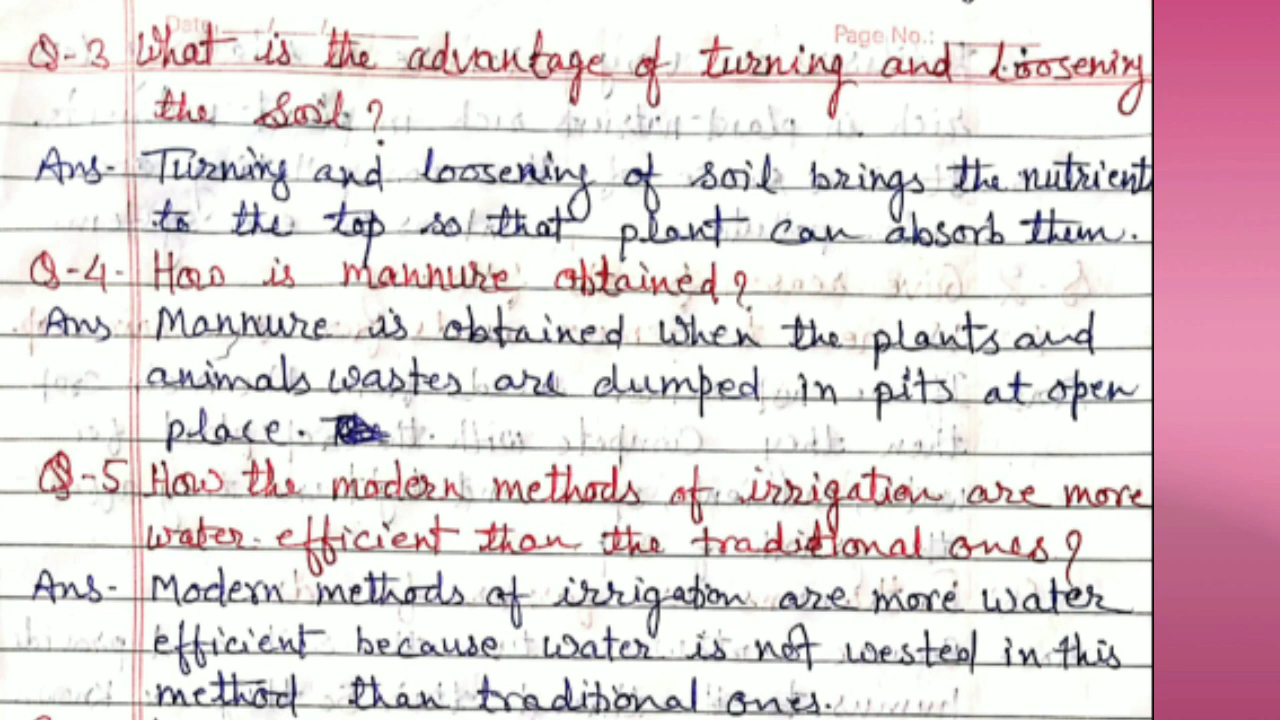 Date: Page No.:
Q-3 What is the advantage of turning and loosening
the soil?
Ans- Turning and loosening of soil brings the nutrient
to the top so that plant can absorb them.
Q-4- How is mannure obtained?
Ans Mannure is obtained when the plants and
animals wastes are dumped in pits at open
place.
Q-5 How the modern methods of irrigation are more
water efficient than the traditional ones?
Ans- Modern methods of irrigation are more water
efficient because water is not wested in this
method than traditional ones.